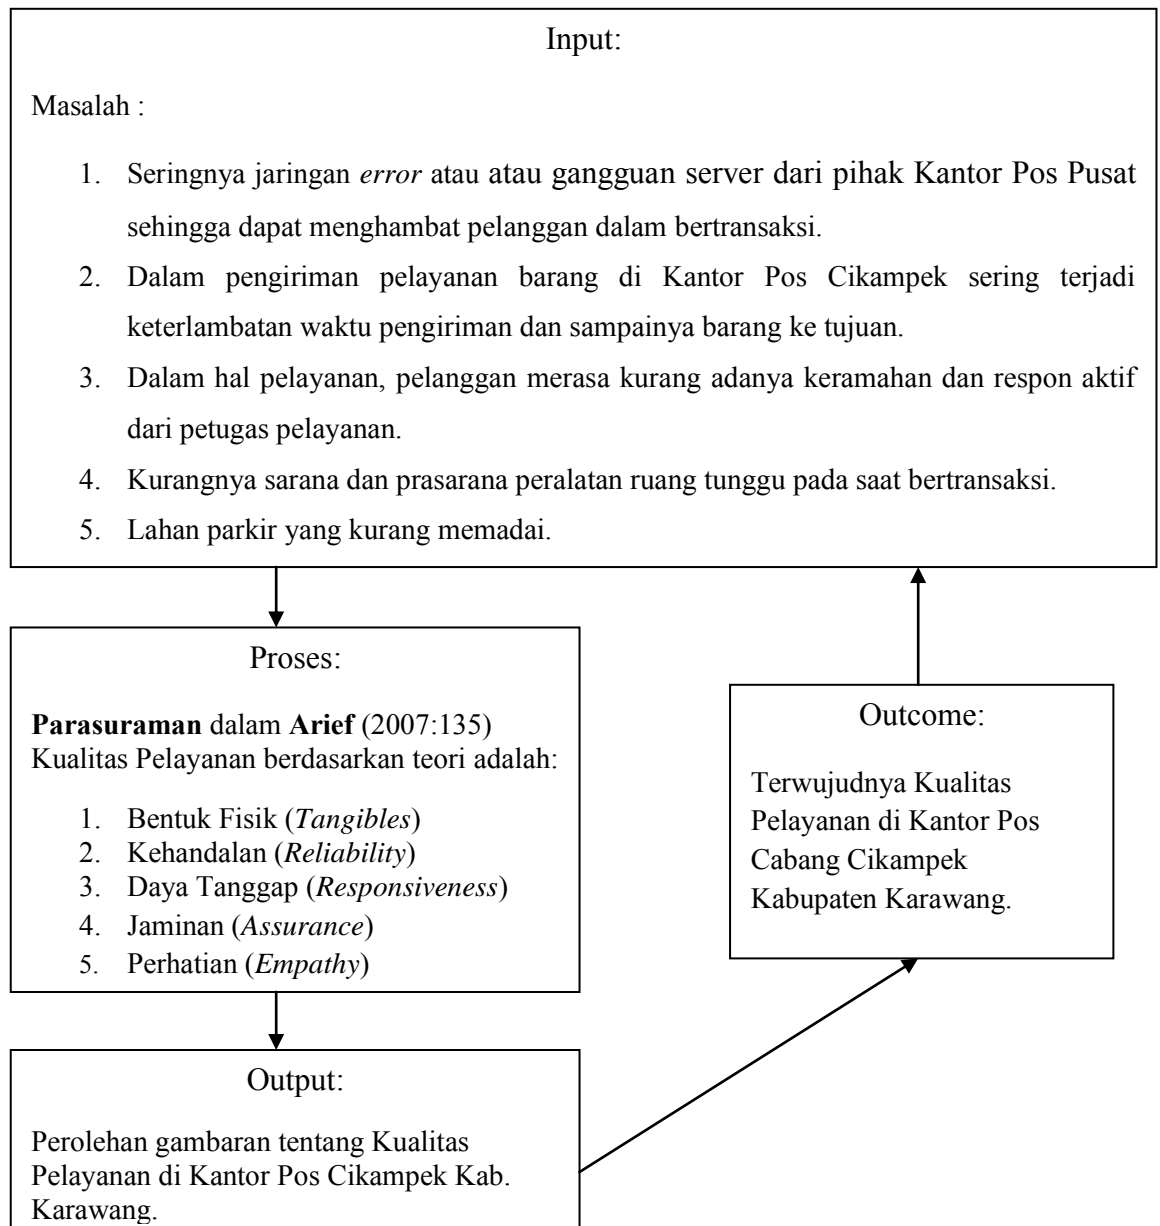 Input:
Masalah :
1. Seringnya jaringan error atau atau gangguan server dari pihak Kantor Pos Pusat
sehingga dapat menghambat pelanggan dalam bertransaksi.
2. Dalam pengiriman pelayanan barang di Kantor Pos Cikampek sering terjadi
keterlambatan waktu pengiriman dan sampainya barang ke tujuan.
3. Dalam hal pelayanan, pelanggan merasa kurang adanya keramahan dan respon aktif
dari petugas pelayanan.
4. Kurangnya sarana dan prasarana peralatan ruang tunggu pada saat bertransaksi.
5. Lahan parkir yang kurang memadai.
Proses:
Parasuraman dalam Arief (2007:135)
Kualitas Pelayanan berdasarkan teori adalah:
1. Bentuk Fisik (Tangibles)
2. Kehandalan (Reliability)
3. Daya Tanggap (Responsiveness)
4. Jaminan (Assurance)
5. Perhatian (Empathy)
Output:
Perolehan gambaran tentang Kualitas
Pelayanan di Kantor Pos Cikampek Kab.
Karawang.
Outcome:
Terwujudnya Kualitas
Pelayanan di Kantor Pos
Cabang Cikampek
Kabupaten Karawang.